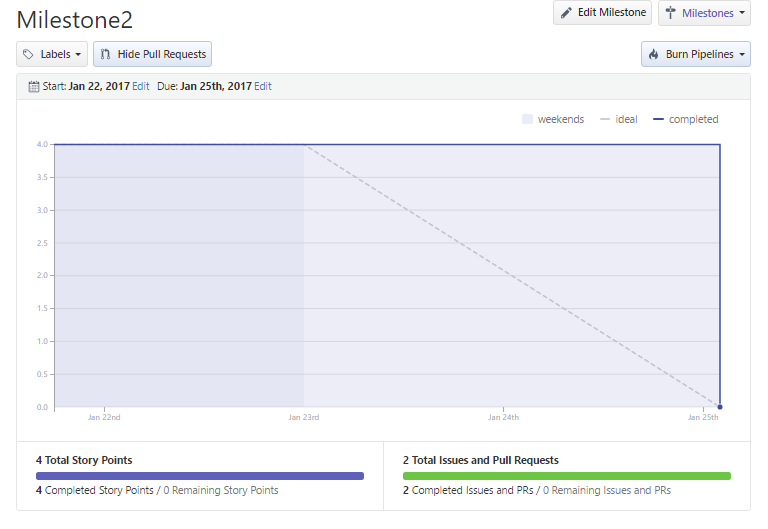 Milestone2
Edit Milestone
Milestones
Labels
Hide Pull Requests
Burn Pipelines
Start: Jan 22, 2017 Edit Due: Jan 25th, 2017 Edit
weekends ideal completed
4.0
3.5
3.0
2.5
2.0
1.5
1.0
0.5
0.0
Jan 22nd Jan 23rd Jan 24th Jan 25th
4 Total Story Points
4 Completed Story Points / 0 Remaining Story Points
2 Total Issues and Pull Requests
2 Completed Issues and PRs / 0 Remaining Issues and PRs